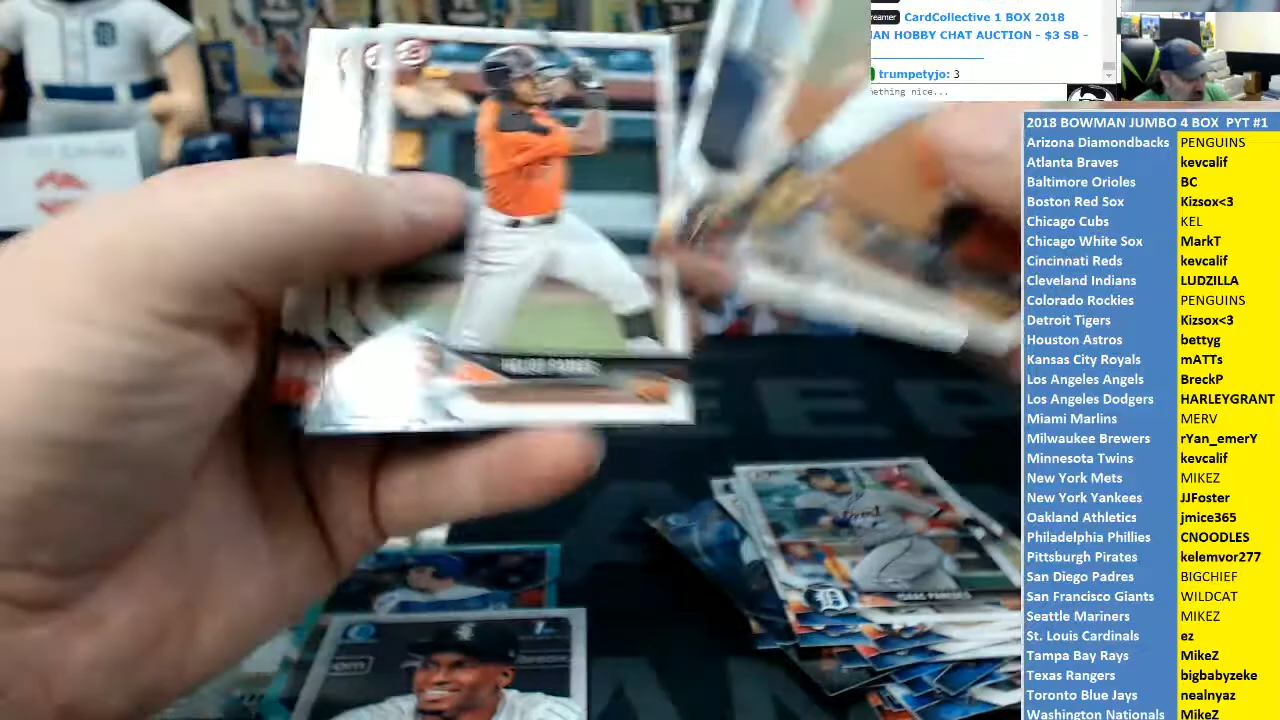 reamer CardCollective 1 BOX 2018
AN HOBBY CHAT AUCTION - $3 SB -
trumpetyjo: 3
ething nice...
2018 BOWMAN JUMBO 4 BOX PYT #1
Arizona Diamondbacks PENGUINS
Atlanta Braves kevcalif
Baltimore Orioles BC
Boston Red Sox Kizsox<3
Chicago Cubs KEL
Chicago White Sox MarkT
Cincinnati Reds kevcalif
Cleveland Indians LUDZILLA
Colorado Rockies PENGUINS
Detroit Tigers Kizsox<3
Houston Astros bettyg
Kansas City Royals mATTs
Los Angeles Angels BreckP
Los Angeles Dodgers HARLEYGRANT
Miami Marlins MERV
Milwaukee Brewers rYan_emerY
Minnesota Twins kevcalif
New York Mets MIKEZ
New York Yankees JJFoster
Oakland Athletics jmice365
Philadelphia Phillies CNOODLES
Pittsburgh Pirates kelemvor277
San Diego Padres BIGCHIEF
San Francisco Giants WILDCAT
Seattle Mariners MIKEZ
St. Louis Cardinals ez
Tampa Bay Rays MikeZ
Texas Rangers bigbabyzeke
Toronto Blue Jays nealnyaz
Washington Nationals MikeZ